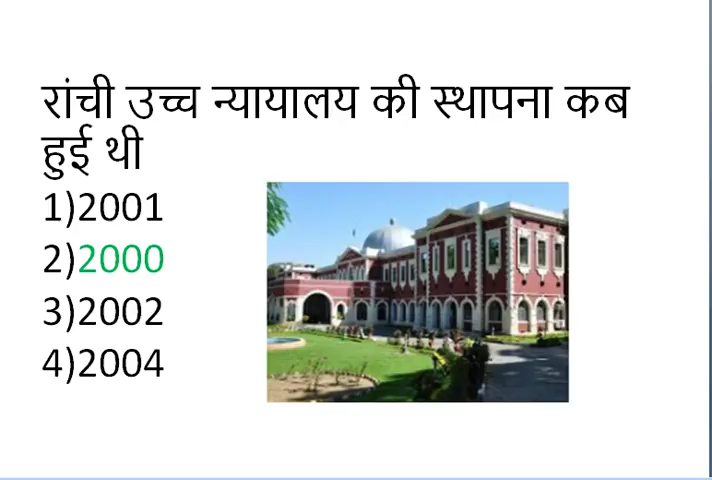 रांची उच्च न्यायालय की स्थापना कब
हुई थी
1)2001
2)2000
3)2002
4)2004